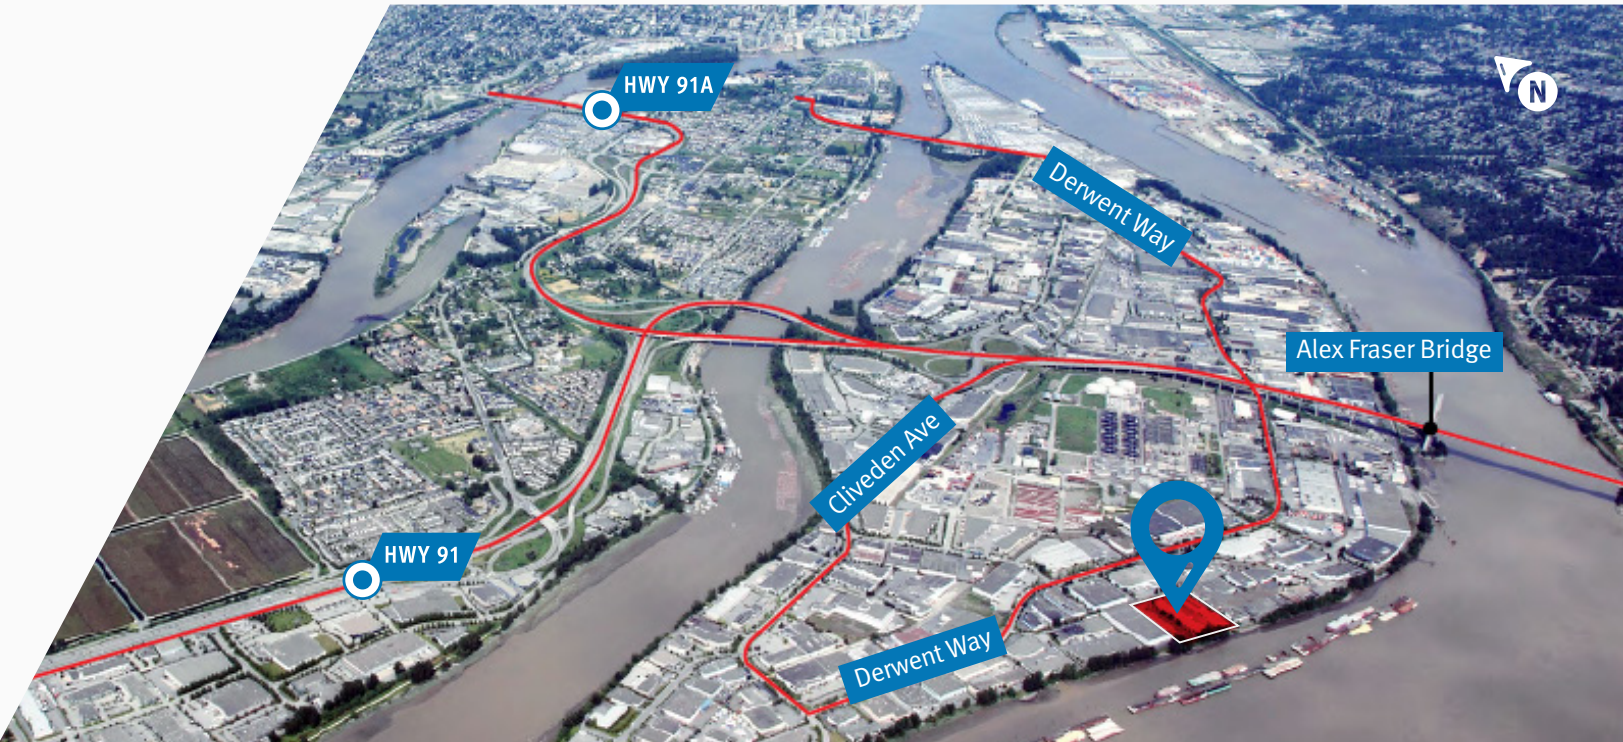 HWY 91A
N
Derwent Way
Alex Fraser Bridge
Cliveden Ave
HWY 91
Derwent Way